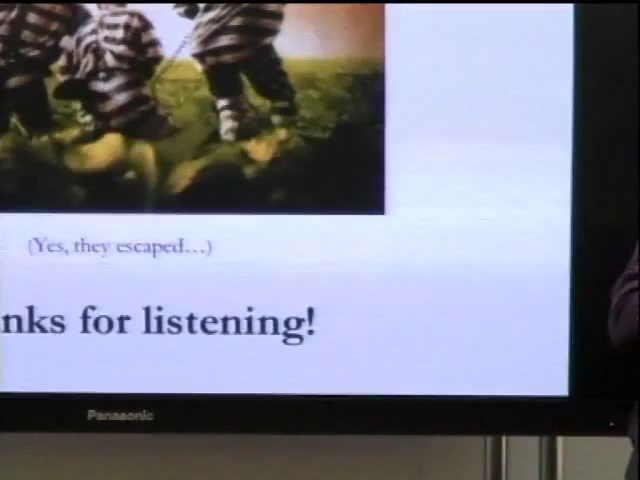 (Yes, they escaped...)
nks for listening!
Panasonic